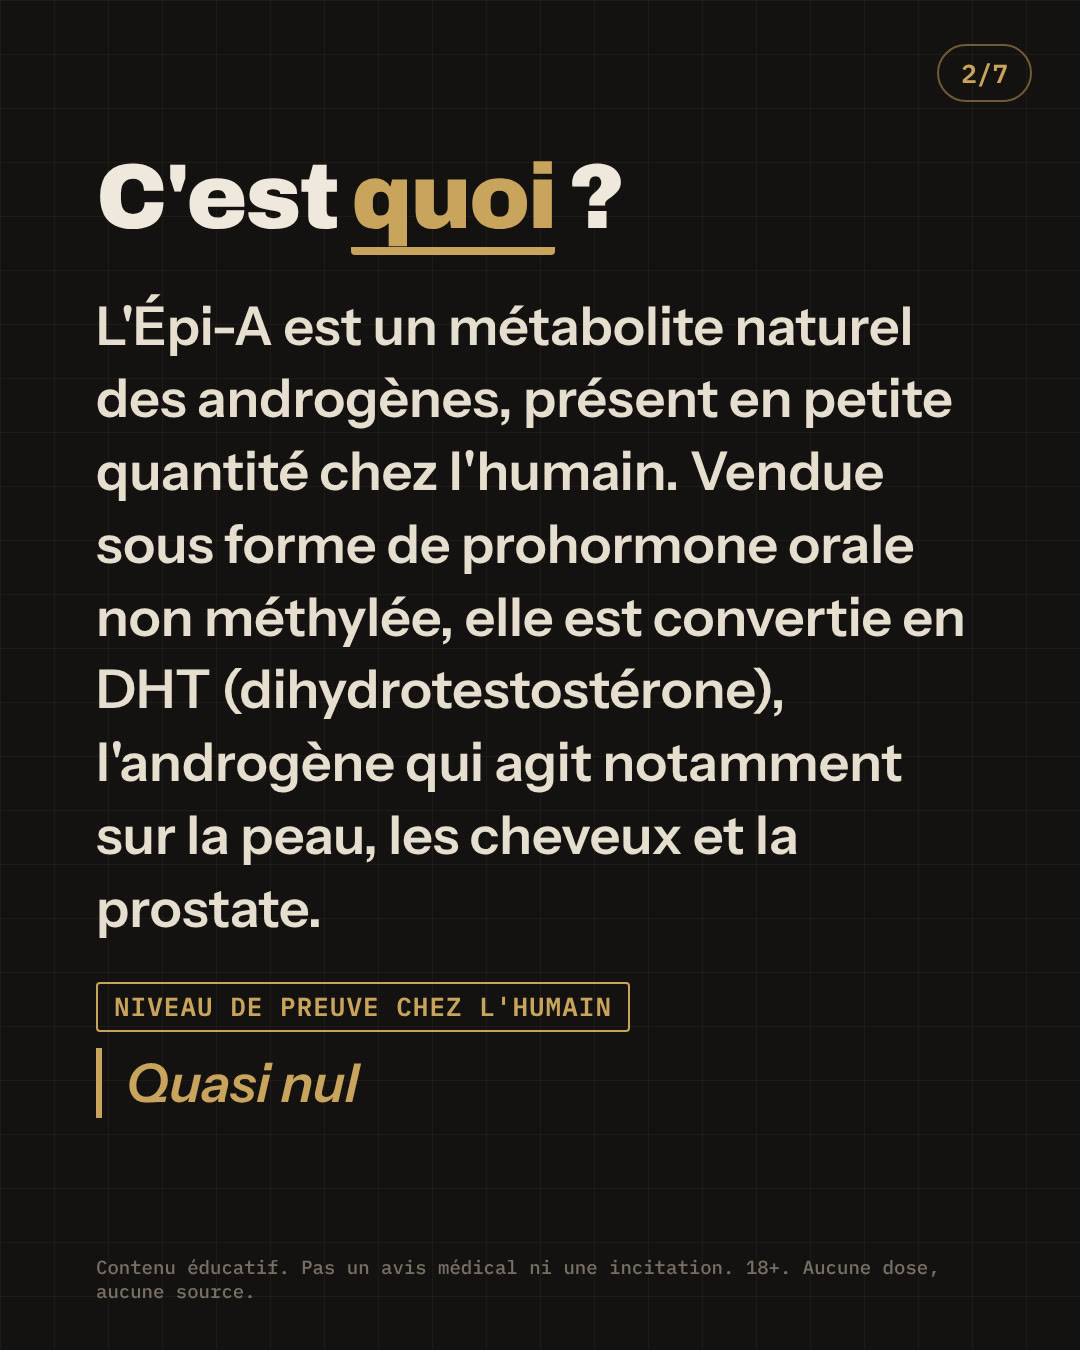 2/7
C'est quoi ?
L'Épi-A est un métabolite naturel
des androgènes, présent en petite
quantité chez l'humain. Vendue
sous forme de prohormone orale
non méthylée, elle est convertie en
DHT (dihydrotestostérone),
l'androgène qui agit notamment
sur la peau, les cheveux et la
prostate.
NIVEAU DE PREUVE CHEZ L'HUMAIN
Quasi nul
Contenu éducatif. Pas un avis médical ni une incitation. 18+. Aucune dose,
aucune source.